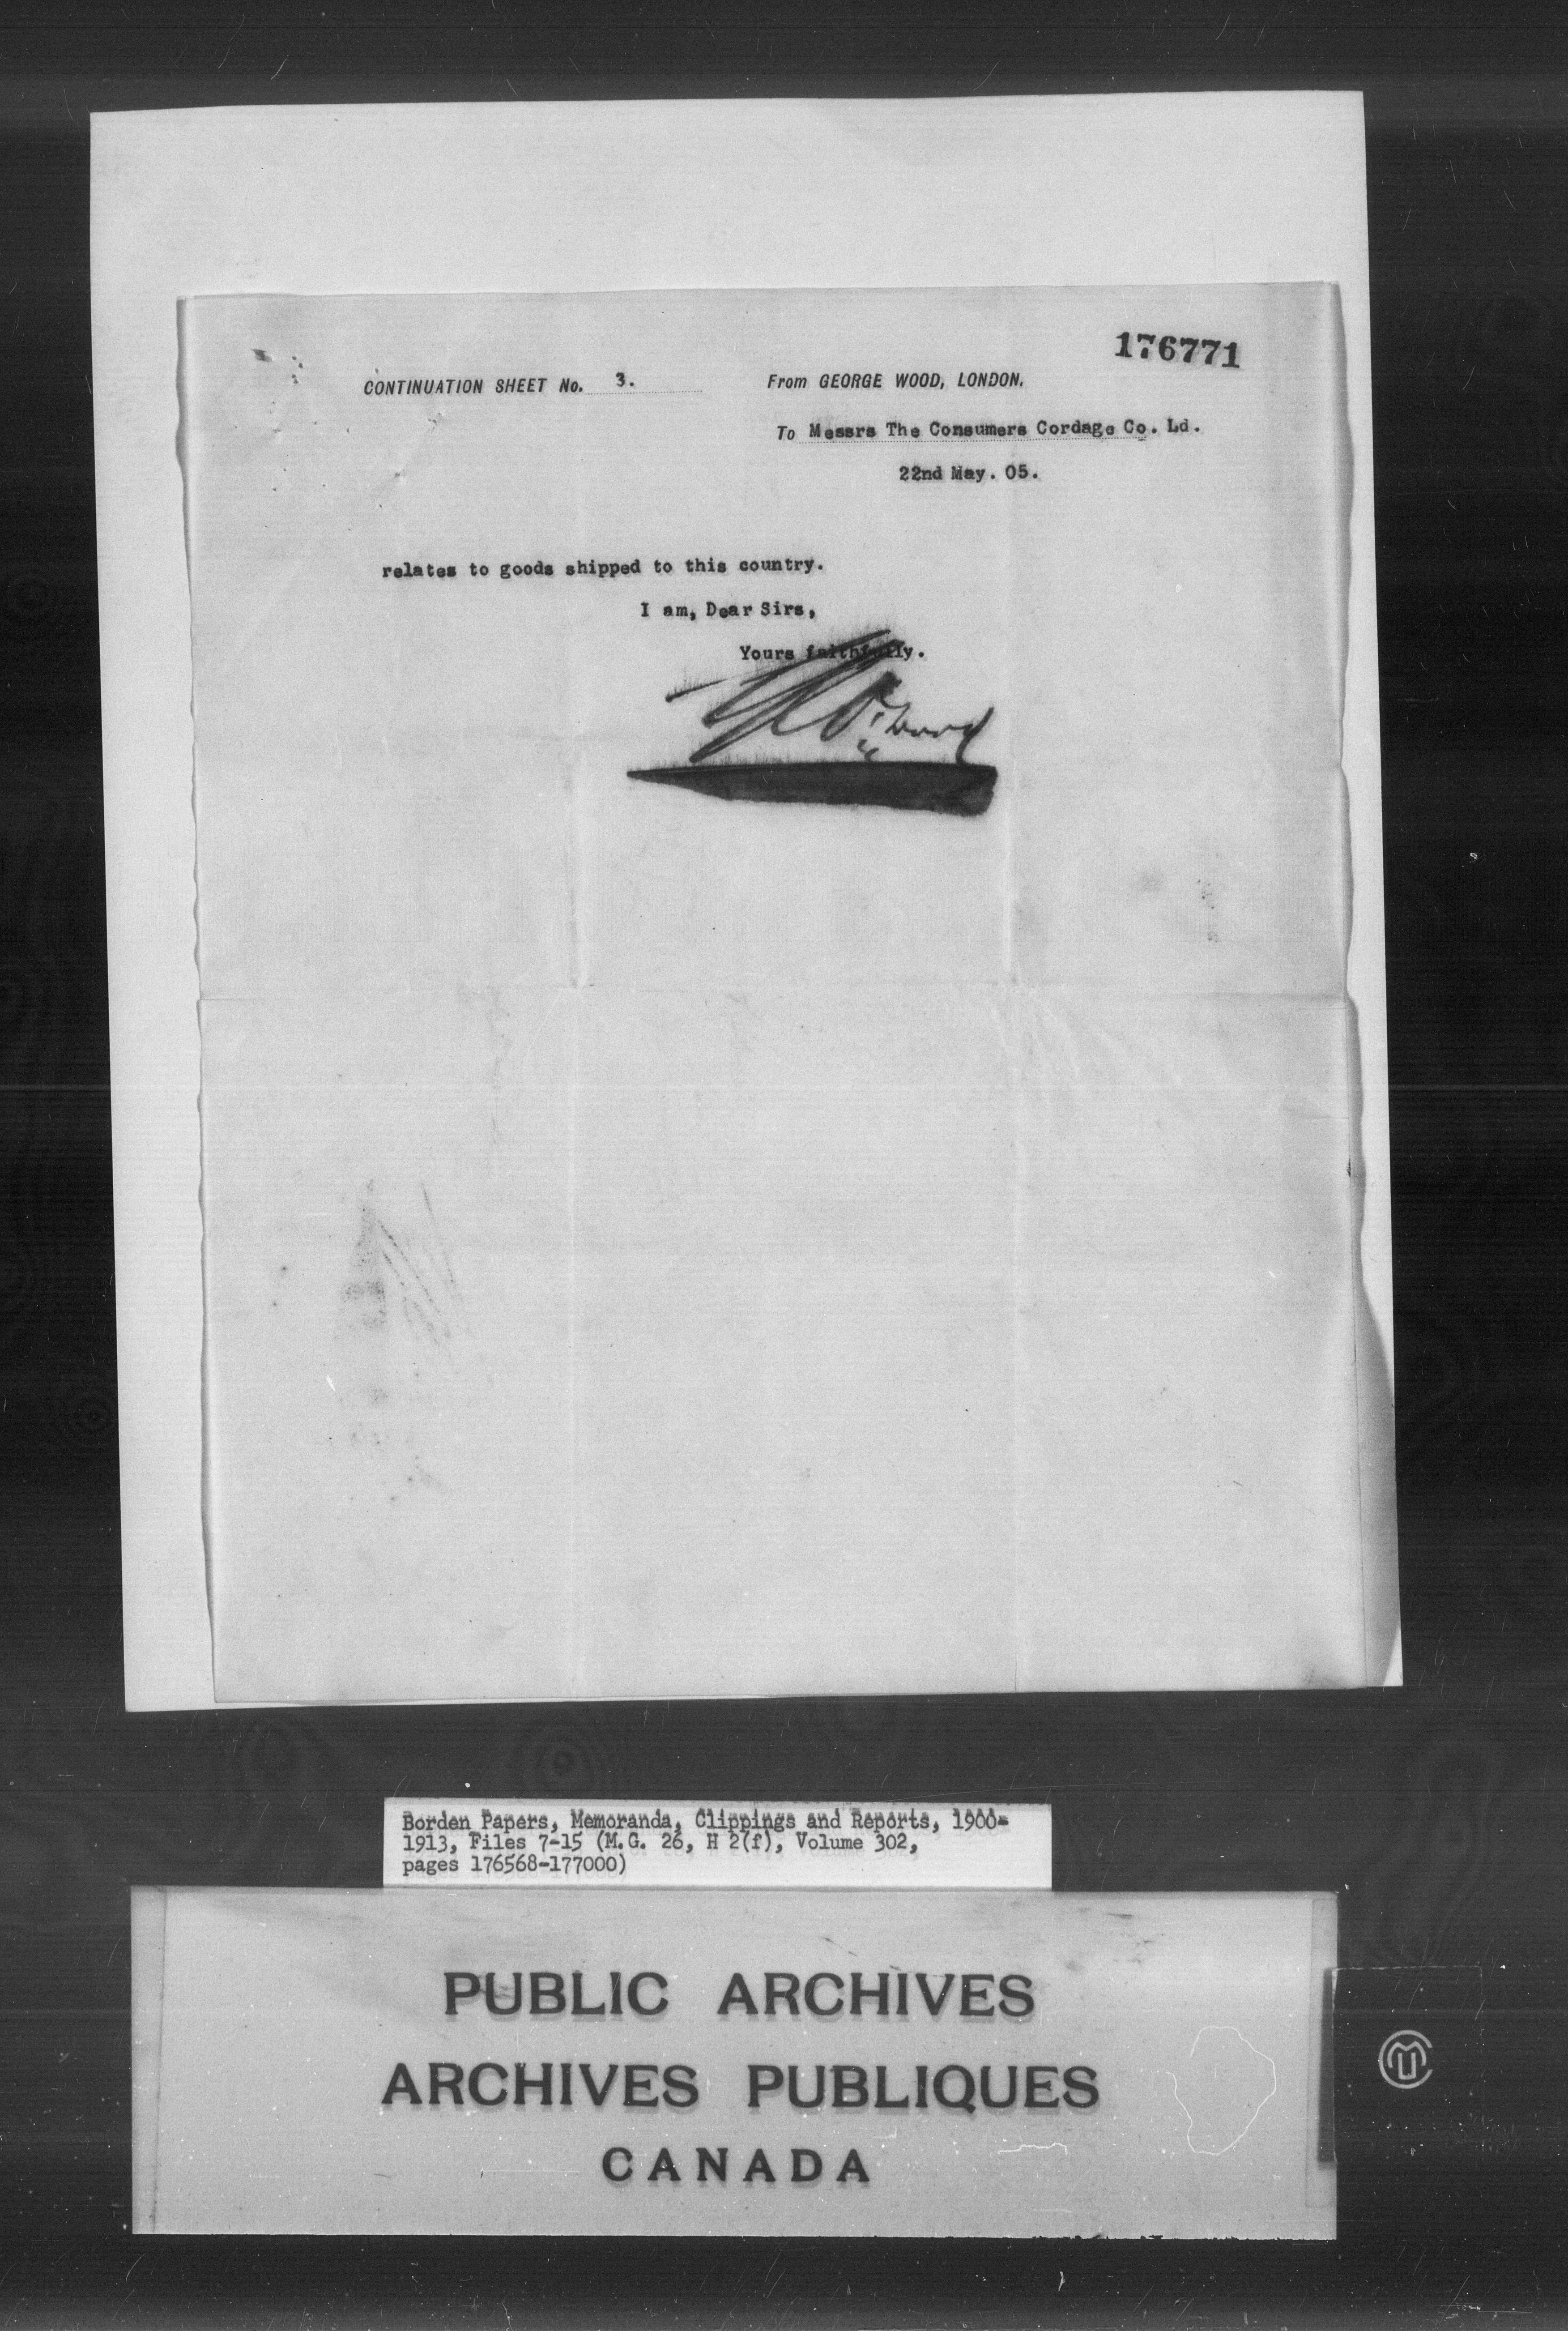 176771
CONTINUATION SHEET No. 3. From GEORGE WOOD, LONDON.
To Messrs The Consumers Cordage Co. Ld.
22nd May. 05.
relates to goods shipped to this country.
I am, Dear Sirs,
Yours faithfully.
Geo. Wood
Borden Papers, Memoranda, Clippings and Reports, 1900-
1913, Files 7-15 (M.G. 26, H 2(f), Volume 302,
pages 176568-177000)
PUBLIC ARCHIVES
ARCHIVES PUBLIQUES
CANADA